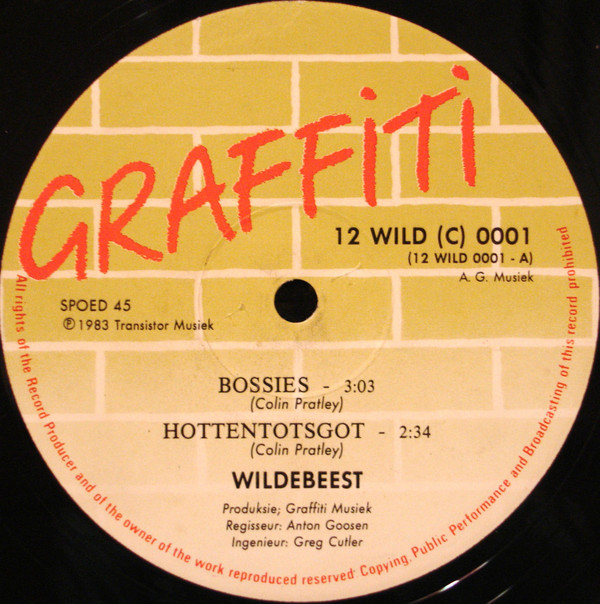 GRAFFiTi
12 WILD (C) 0001
(12 WILD 0001 - A)
A. G. Musiek
SPOED 45
℗ 1983 Transistor Musiek
BOSSIES - 3:03
(Colin Pratley)
HOTTENTOTSGOT - 2:34
(Colin Pratley)
WILDEBEEST
Produksie; Graffiti Musiek
Regisseur: Anton Goosen
Ingenieur: Greg Cutler
All rights of the Record Producer and of the owner of the work reproduced reserved· Copying, Public Performance and Broadcasting of this record prohibited